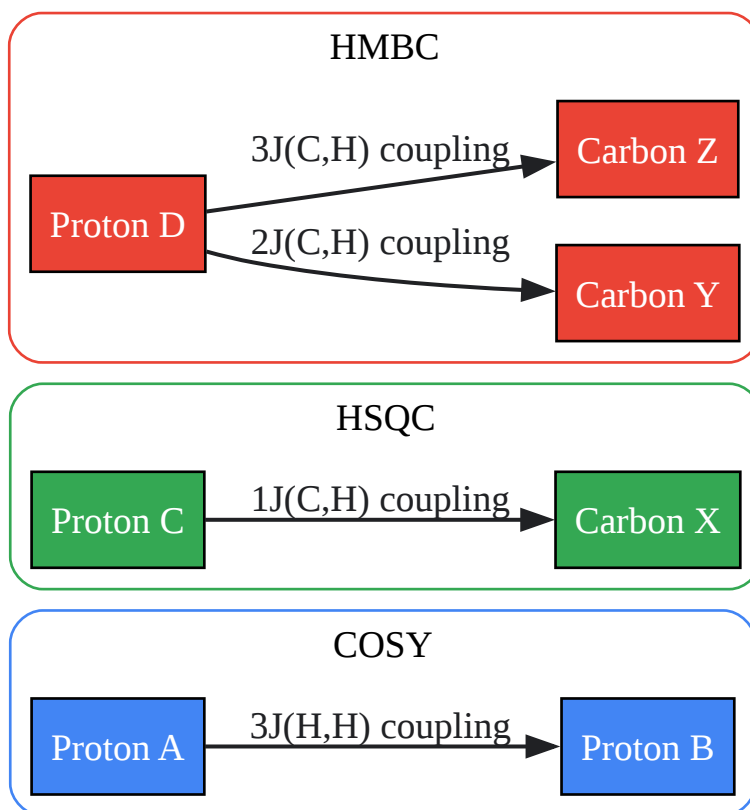 HMBC
3J(C,H) coupling
Carbon Z
Proton D
2J(C,H) coupling
Carbon Y
HSQC
Proton C
1J(C,H) coupling
Carbon X
COSY
Proton A
3J(H,H) coupling
Proton B